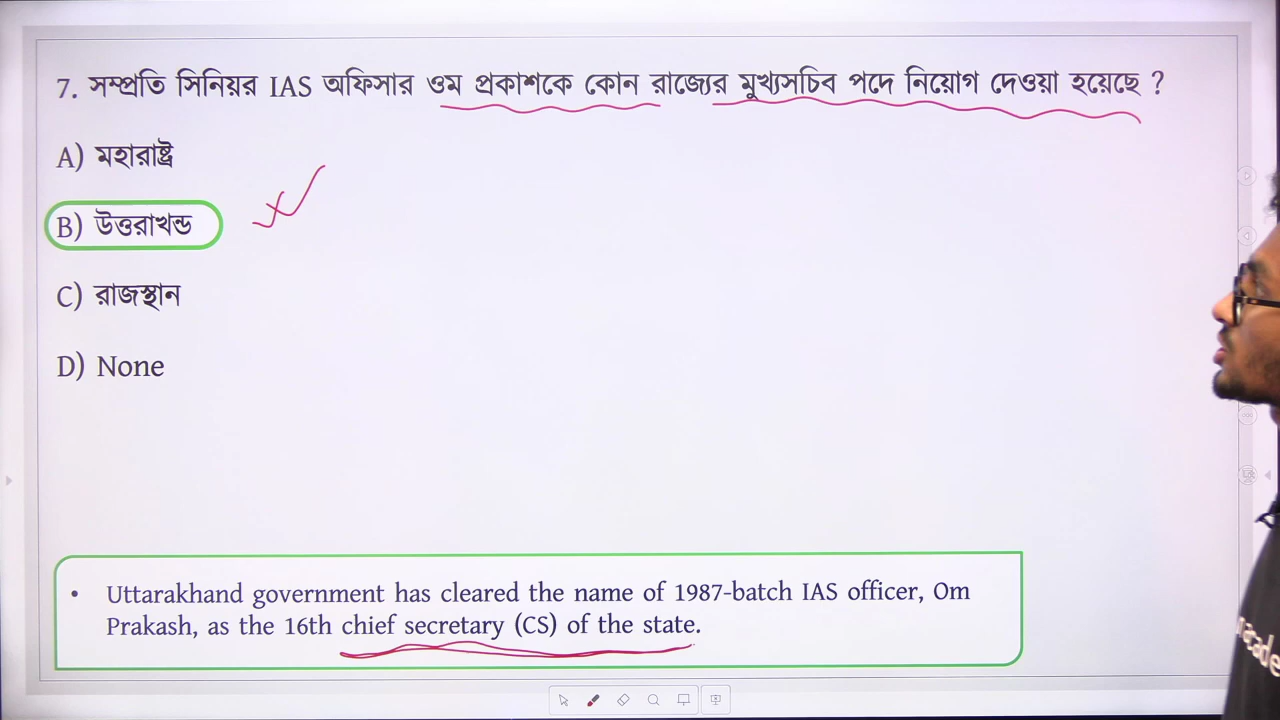 7. সম্প্রতি সিনিয়র IAS অফিসার ওম প্রকাশকে কোন রাজ্যের মুখ্যসচিব পদে নিয়োগ দেওয়া হয়েছে ?
A) মহারাষ্ট্র
B) উত্তরাখন্ড
C) রাজস্থান
D) None
• Uttarakhand government has cleared the name of 1987-batch IAS officer, Om
Prakash, as the 16th chief secretary (CS) of the state.